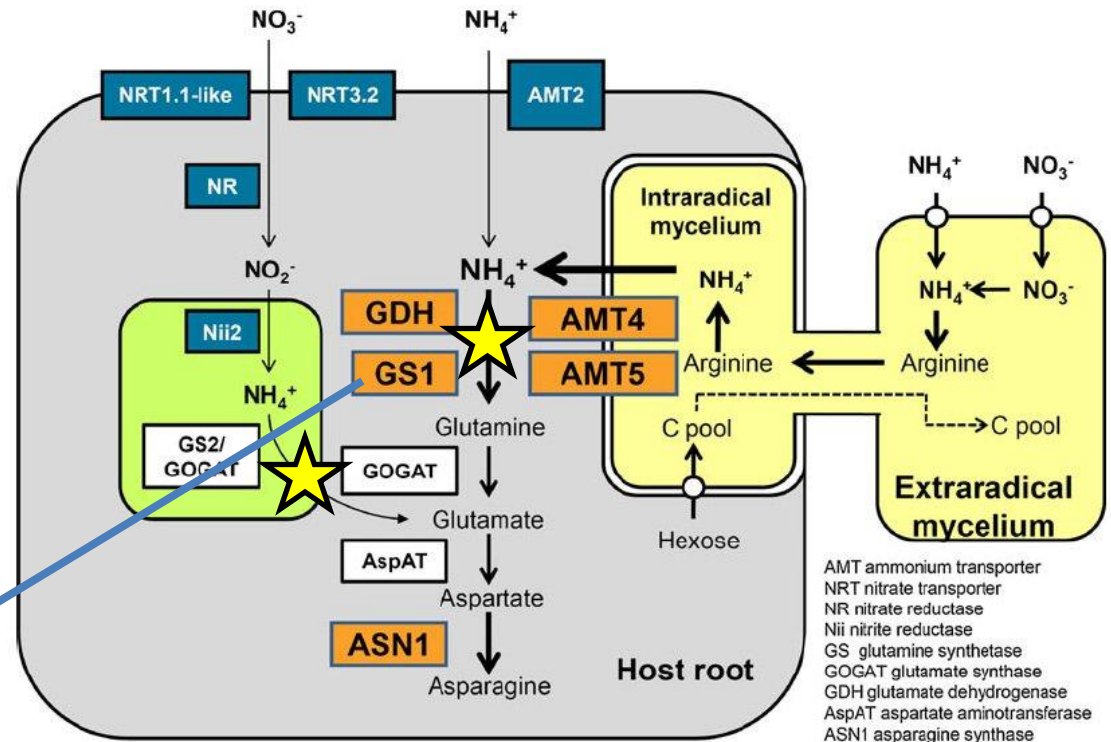 NO₃⁻
NH₄⁺
NRT1.1-like
NRT3.2
AMT2
NR
NO₂⁻
Nii2
NH₄⁺
GS2/
GOGAT
NH₄⁺
GDH
GS1
AMT4
AMT5
Glutamine
GOGAT
Glutamate
AspAT
Aspartate
ASN1
Asparagine
Host root
Intraradical
mycelium
NH₄⁺
Arginine
C pool
Hexose
NH₄⁺
NO₃⁻
NH₄⁺
NO₃⁻
Arginine
C pool
Extraradical
mycelium
AMT ammonium transporter
NRT nitrate transporter
NR nitrate reductase
Nii nitrite reductase
GS glutamine synthetase
GOGAT glutamate synthase
GDH glutamate dehydrogenase
AspAT aspartate aminotransferase
ASN1 asparagine synthase